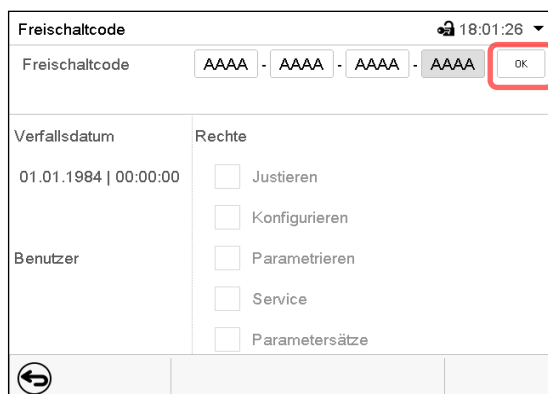 Freischaltcode 18:01:26
Freischaltcode AAAA - AAAA - AAAA - AAAA OK
Verfallsdatum Rechte
01.01.1984 | 00:00:00 Justieren
Konfigurieren
Benutzer Parametrieren
Service
Parametersätze